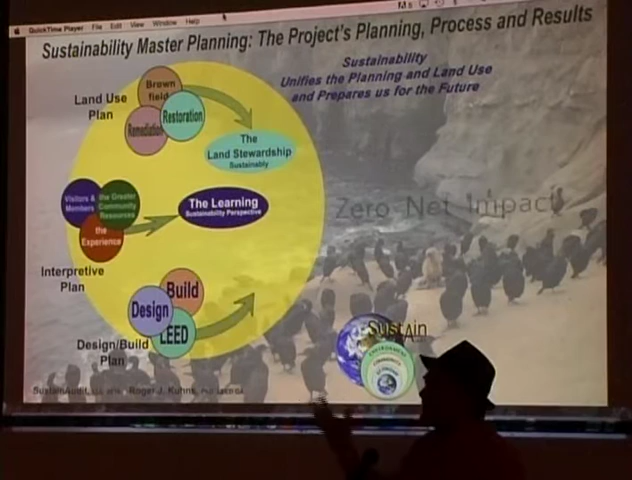 QuickTime Player File Edit View Window Help
Sustainability Master Planning: The Project's Planning, Process and Results
Sustainability
Unifies the Planning and Land Use
and Prepares us for the Future
Land Use
Plan
Brown
field
Remediation
Restoration
The
Land Stewardship
Sustainably
Visitors &
Members
the Greater
Community
Resources
the
Experience
The Learning
Sustainability Perspective
Zero Net Impact
Interpretive
Plan
Build
Design
LEED
Design/Build
Plan
SustAin
ENVIRONMENT
SustainAudit, Roger J. Kuhns,